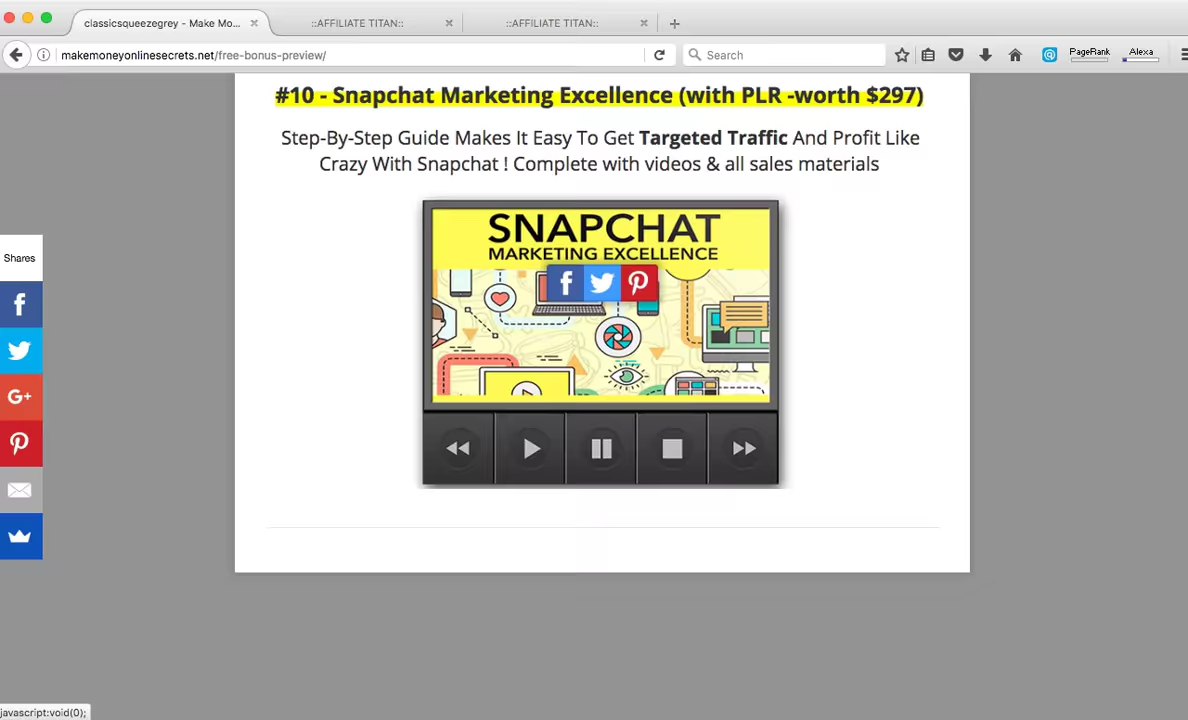 classicsqueezegrey - Make Mo...
::AFFILIATE TITAN::
::AFFILIATE TITAN::
makemoneyonlinesecrets.net/free-bonus-preview/
Search
PageRank
Alexa
#10 - Snapchat Marketing Excellence (with PLR -worth $297)
Step-By-Step Guide Makes It Easy To Get Targeted Traffic And Profit Like
Crazy With Snapchat ! Complete with videos & all sales materials
SNAPCHAT
MARKETING EXCELLENCE
Shares
G+
javascript:void(0);